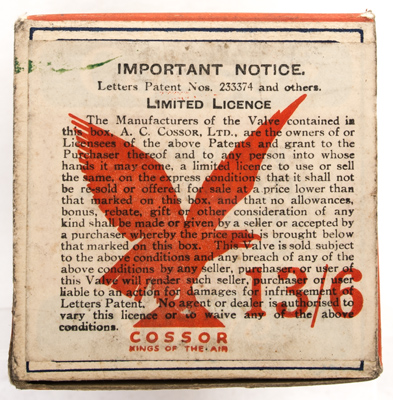 IMPORTANT NOTICE.
Letters Patent Nos. 233374 and others.
LIMITED LICENCE
The Manufacturers of the Valve contained in
this box, A. C. COSSOR, LTD., are the owners of or
Licensees of the above Patents and grant to the
Purchaser thereof and to any person into whose
hands it may come, a limited licence to use or sell
the same, on the express conditions that it shall not
be re-sold or offered for sale at a price lower than
that marked on this box, and that no allowances,
bonus, rebate, gift or other consideration of any
kind shall be made or given by a seller or accepted by
a purchaser whereby the price paid is brought below
that marked on this box. This Valve is sold subject
to the above conditions and any breach of any of the
above conditions by any seller, purchaser or user of
this Valve will render such seller, purchaser or user
liable to an action for damages for infringement of
Letters Patent. No agent or dealer is authorised to
vary this licence or to waive any of the above
conditions.
13/6
COSSOR
KINGS OF THE AIR